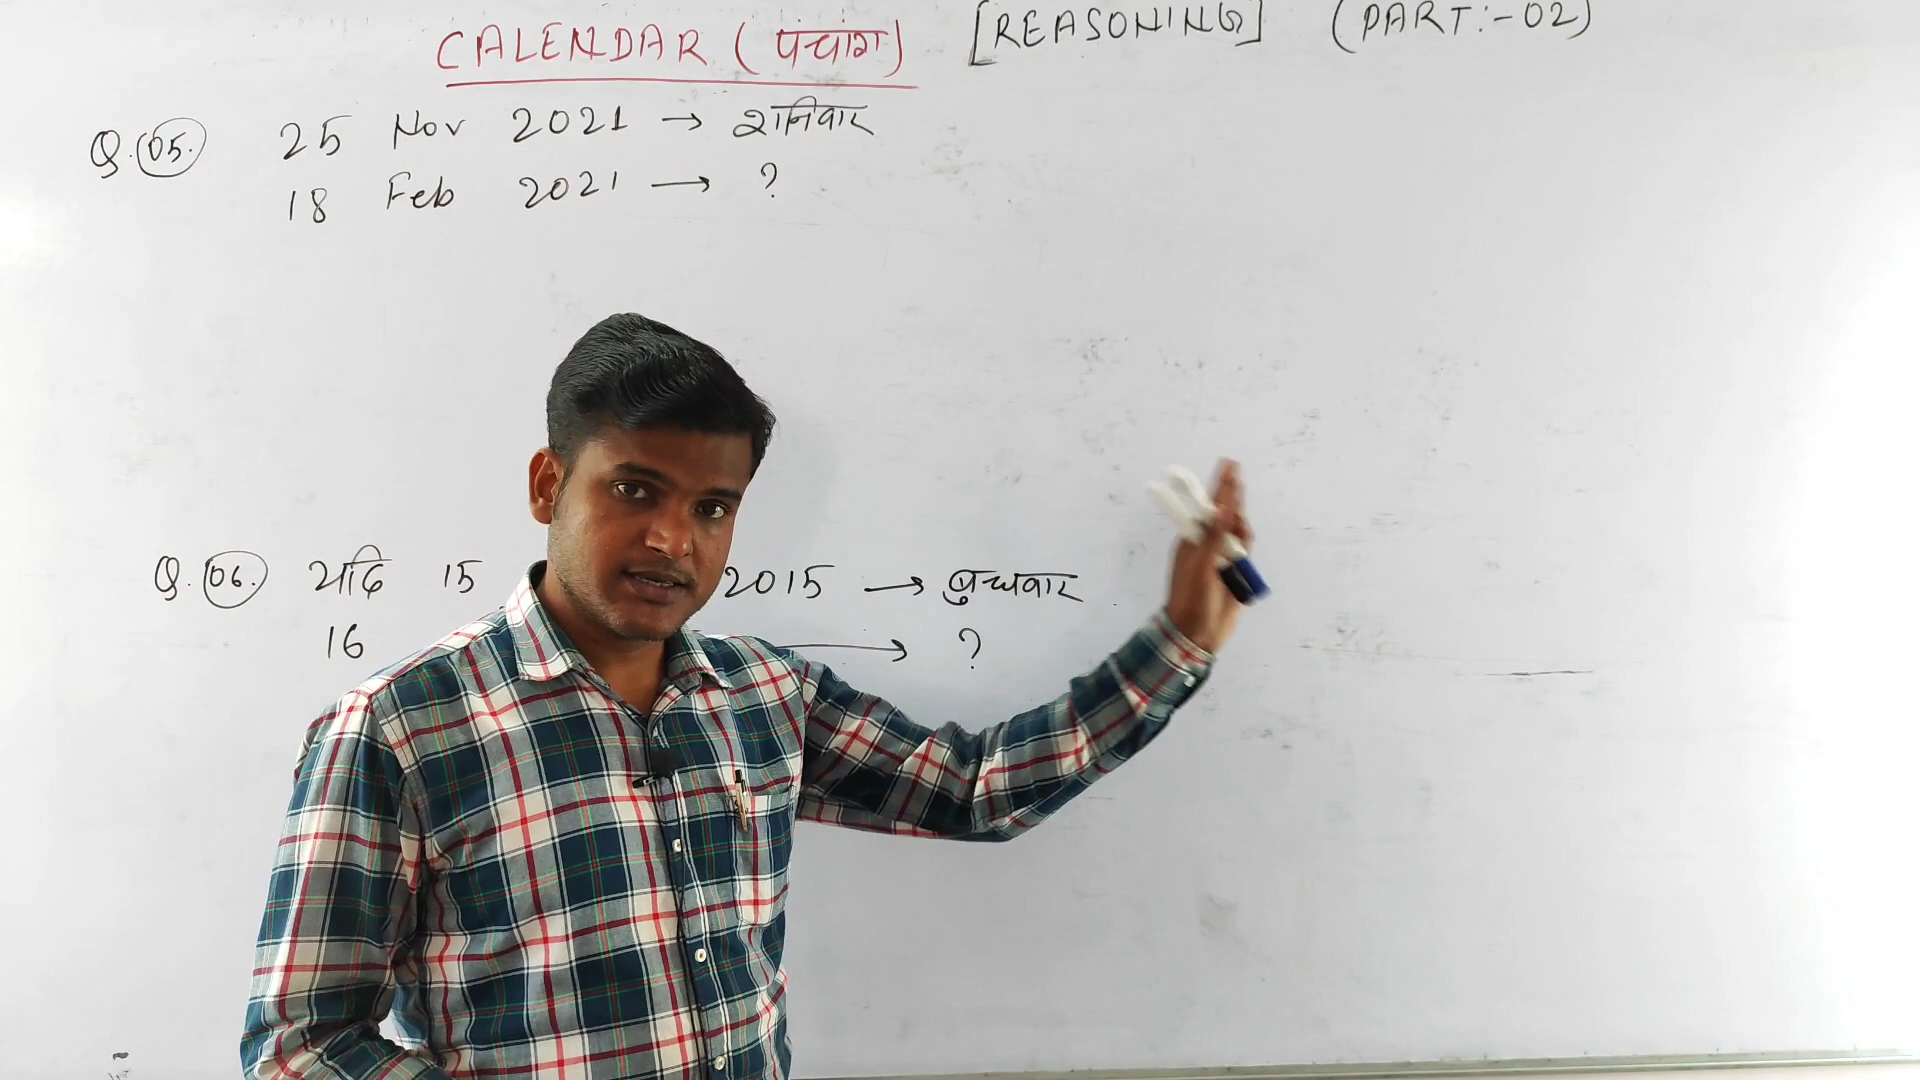 CALENDAR (पंचांग) [REASONING] (PART:-02)
Q.05. 25 Nov 2021 → शनिवार
18 Feb 2021 → ?
Q.06. यदि 15 2015 → बुधवार
16 → ?